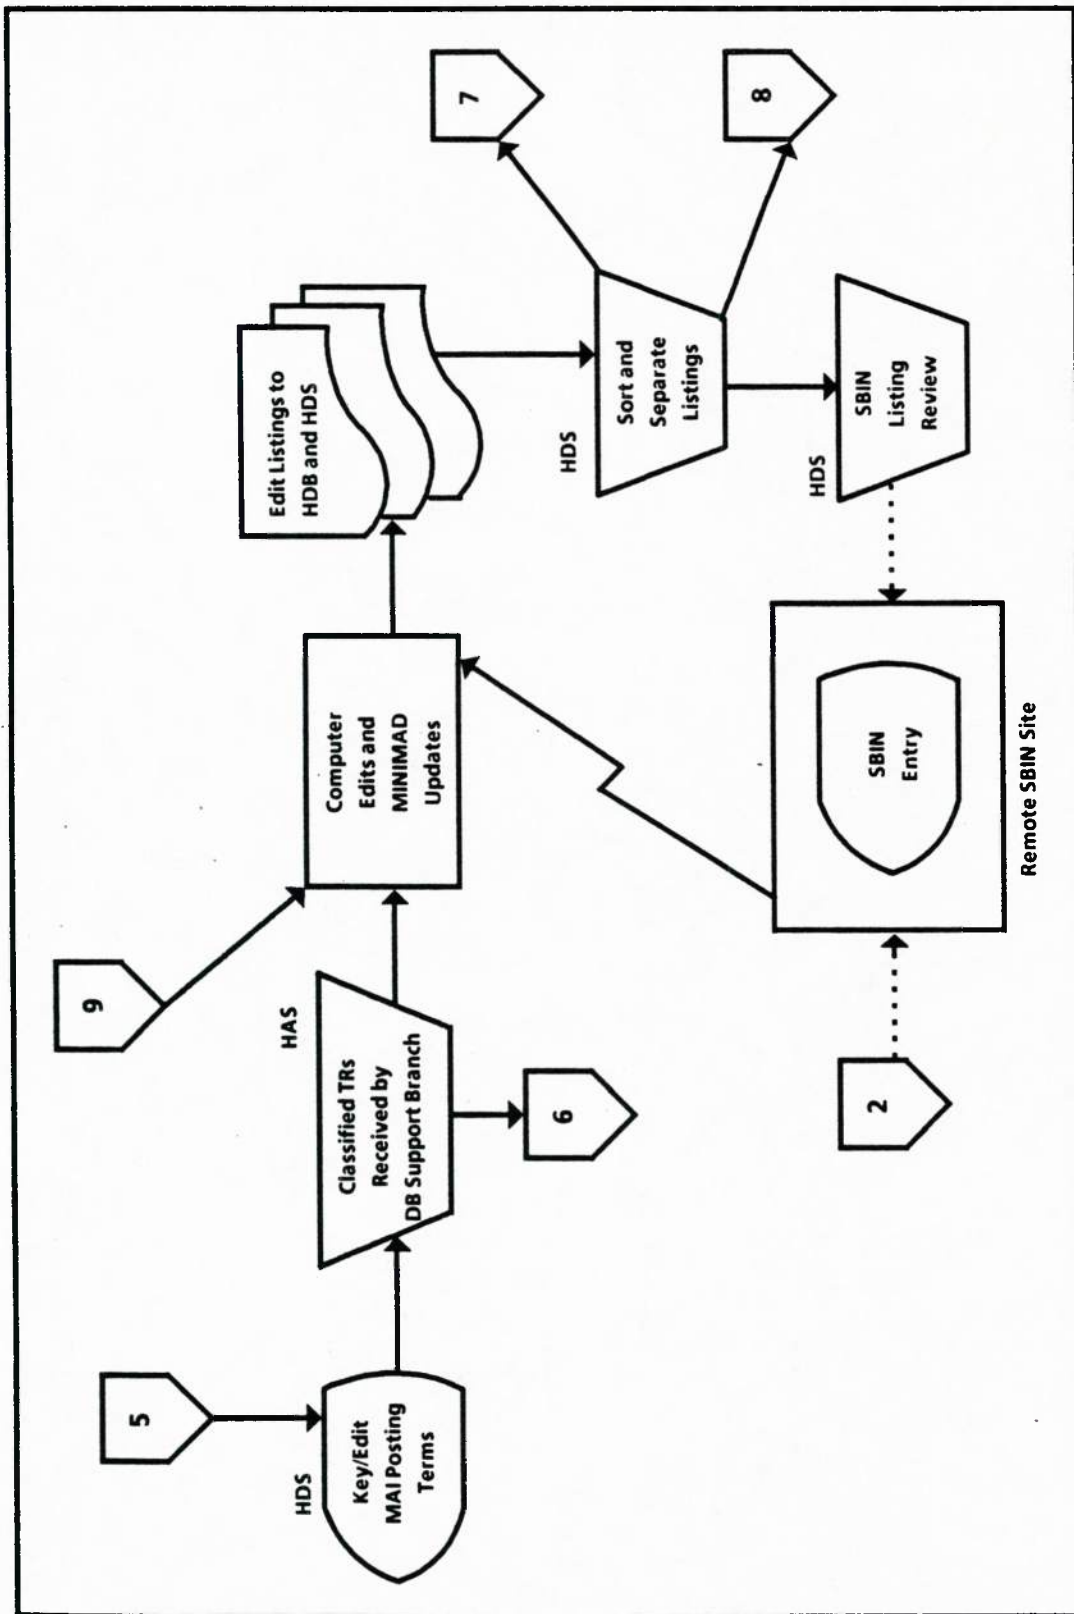 5
HDS
Key/Edit
MAI Posting
Terms
HAS
Classified TRs
Received by
DB Support Branch
6
9
Computer
Edits and
MINIMAD
Updates
Edit Listings to
HDB and HDS
HDS
Sort and
Separate
Listings
7
8
HDS
SBIN
Listing
Review
2
SBIN
Entry
Remote SBIN Site